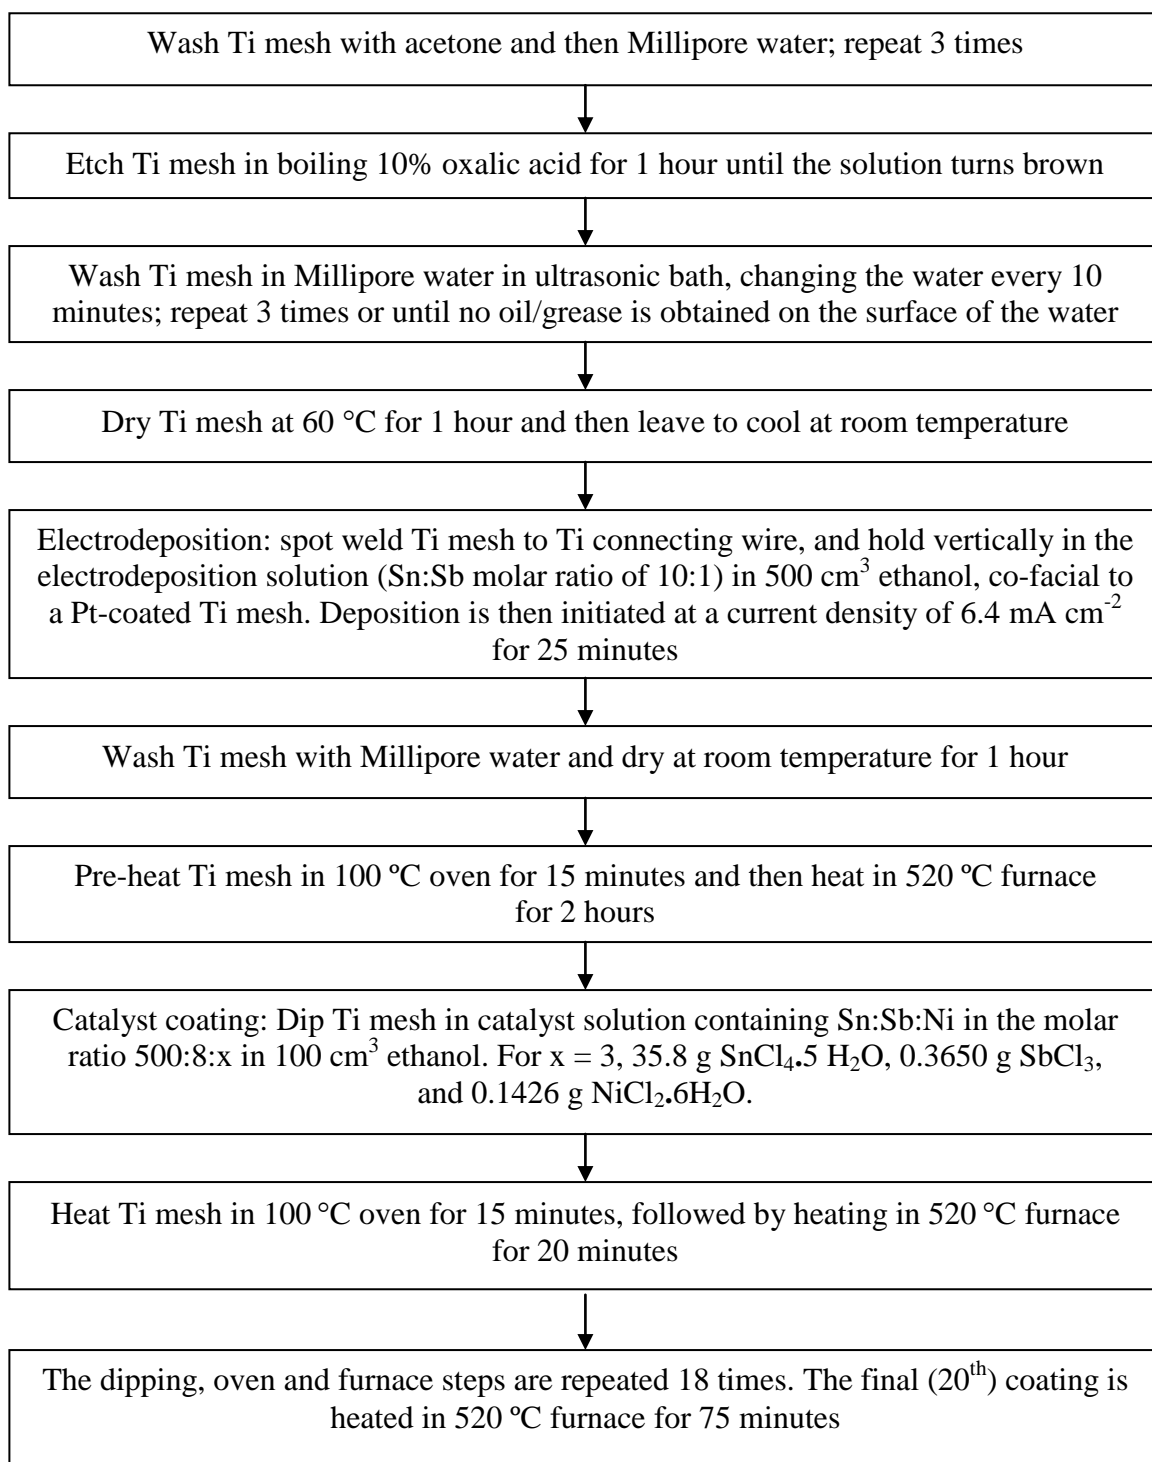 Wash Ti mesh with acetone and then Millipore water; repeat 3 times
Etch Ti mesh in boiling 10% oxalic acid for 1 hour until the solution turns brown
Wash Ti mesh in Millipore water in ultrasonic bath, changing the water every 10
minutes; repeat 3 times or until no oil/grease is obtained on the surface of the water
Dry Ti mesh at 60 °C for 1 hour and then leave to cool at room temperature
Electrodeposition: spot weld Ti mesh to Ti connecting wire, and hold vertically in the
electrodeposition solution (Sn:Sb molar ratio of 10:1) in 500 cm³ ethanol, co-facial to
a Pt-coated Ti mesh. Deposition is then initiated at a current density of 6.4 mA cm⁻²
for 25 minutes
Wash Ti mesh with Millipore water and dry at room temperature for 1 hour
Pre-heat Ti mesh in 100 ºC oven for 15 minutes and then heat in 520 ºC furnace
for 2 hours
Catalyst coating: Dip Ti mesh in catalyst solution containing Sn:Sb:Ni in the molar
ratio 500:8:x in 100 cm³ ethanol. For x = 3, 35.8 g SnCl₄.5 H₂O, 0.3650 g SbCl₃,
and 0.1426 g NiCl₂.6H₂O.
Heat Ti mesh in 100 °C oven for 15 minutes, followed by heating in 520 °C furnace
for 20 minutes
The dipping, oven and furnace steps are repeated 18 times. The final (20ᵗʰ) coating is
heated in 520 ºC furnace for 75 minutes